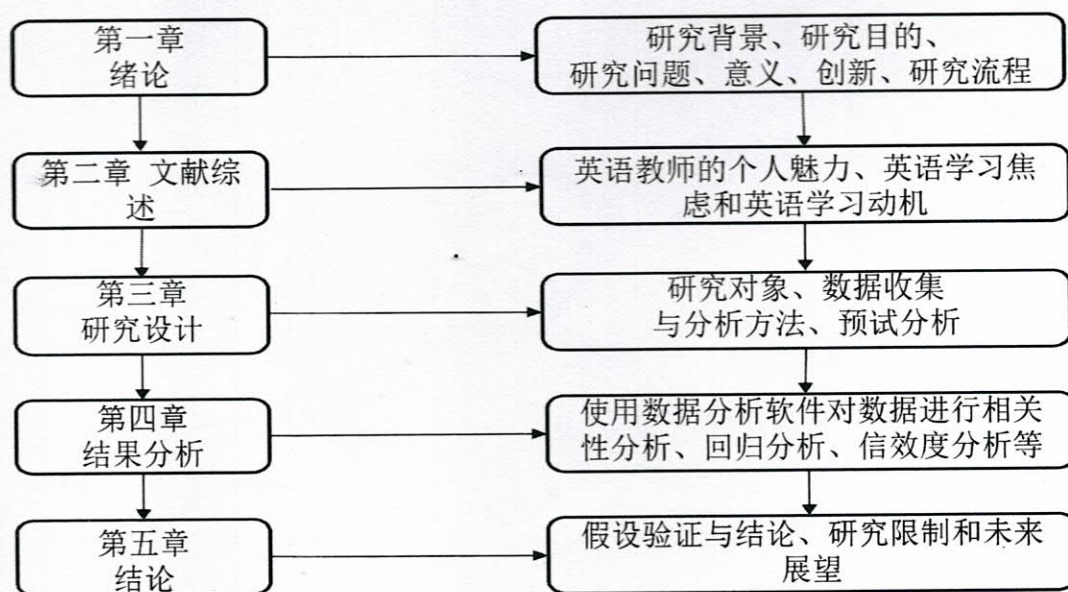 第一章
绪论
研究背景、研究目的、
研究问题、意义、创新、研究流程
第二章 文献综
述
英语教师的个人魅力、英语学习焦
虑和英语学习动机
第三章
研究设计
研究对象、数据收集
与分析方法、预试分析
第四章
结果分析
使用数据分析软件对数据进行相关
性分析、回归分析、信效度分析等
第五章
结论
假设验证与结论、研究限制和未来
展望